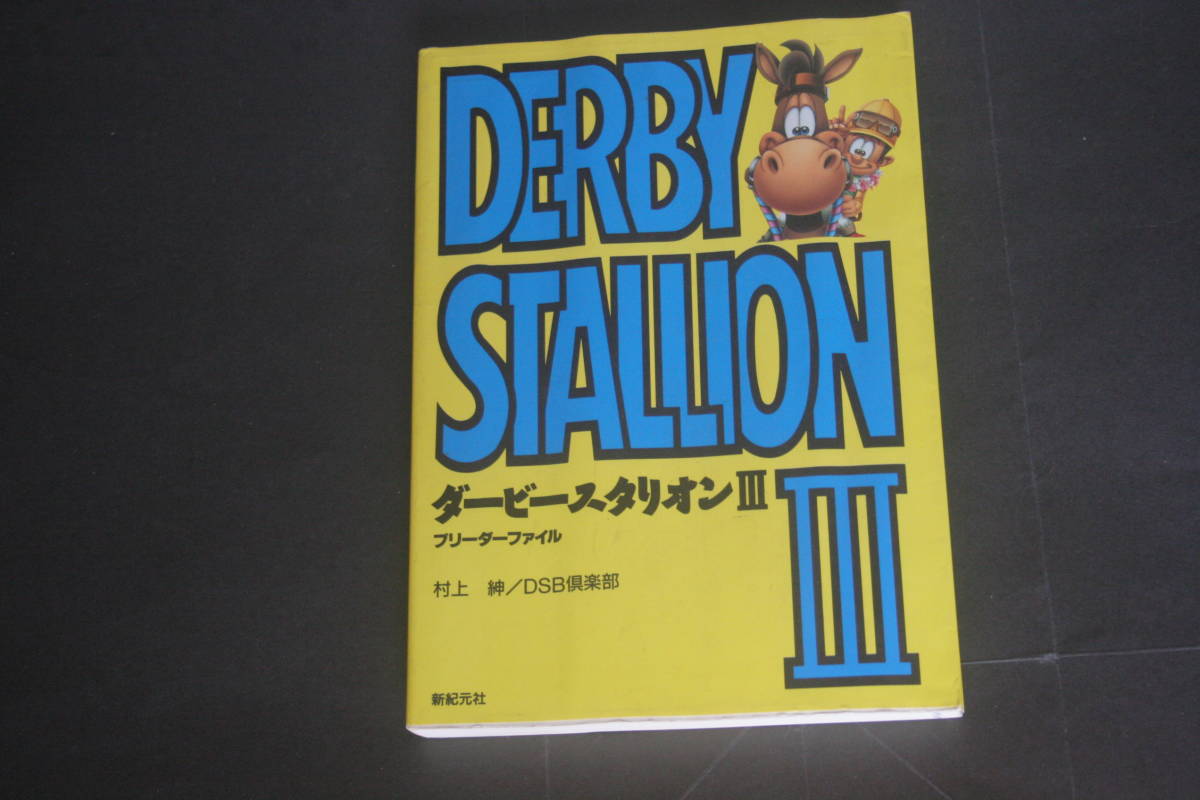 DERBY
STALLION
III
ダービースタリオンIII
ブリーダーファイル
村上 紳／DSB倶楽部
新紀元社